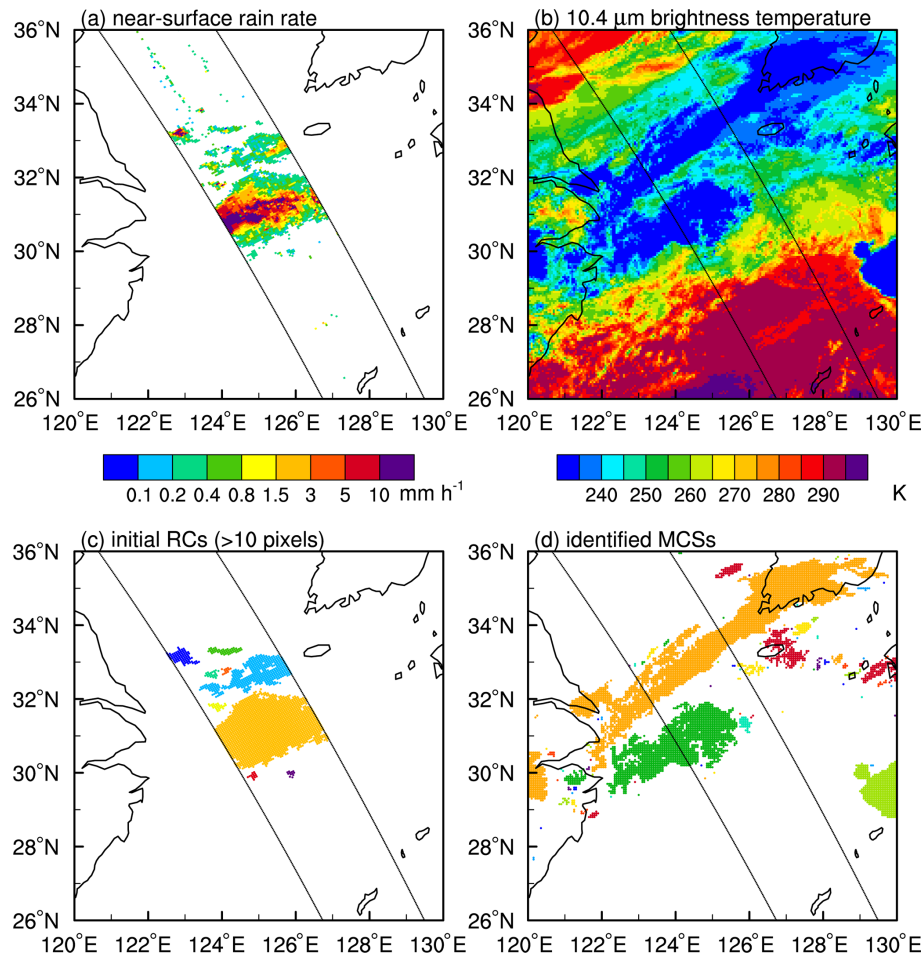 (a) near-surface rain rate
(b) 10.4 μm brightness temperature
36°N 36°N
34°N 34°N
32°N 32°N
30°N 30°N
28°N 28°N
26°N 26°N
120°E 122°E 124°E 126°E 128°E 130°E
120°E 122°E 124°E 126°E 128°E 130°E
0.1 0.2 0.4 0.8 1.5 3 5 10 mm h⁻¹
240 250 260 270 280 290 K
(c) initial RCs (>10 pixels)
(d) identified MCSs
36°N 36°N
34°N 34°N
32°N 32°N
30°N 30°N
28°N 28°N
26°N 26°N
120°E 122°E 124°E 126°E 128°E 130°E
120°E 122°E 124°E 126°E 128°E 130°E